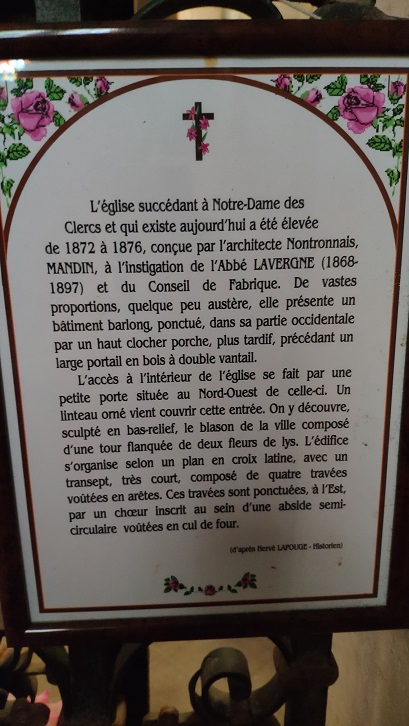 L'église succédant à Notre-Dame des
Clercs et qui existe aujourd'hui a été élevée
de 1872 à 1876, conçue par l'architecte Nontronnais,
MANDIN, à l'instigation de l'Abbé LAVERGNE (1868-
1897) et du Conseil de Fabrique. De vastes
proportions, quelque peu austère, elle présente un
bâtiment barlong, ponctué, dans sa partie occidentale
par un haut clocher porche, plus tardif, précédant un
large portail en bois à double vantail.
L'accès à l'intérieur de l'église se fait par une
petite porte située au Nord-Ouest de celle-ci. Un
linteau orné vient couvrir cette entrée. On y découvre,
sculpté en bas-relief, le blason de la ville composé
d'une tour flanquée de deux fleurs de lys. L'édifice
s'organise selon un plan en croix latine, avec un
transept, très court, composé de quatre travées
voûtées en arêtes. Ces travées sont ponctuées, à l'Est,
par un chœur inscrit au sein d'une abside semi-
circulaire voûtées en cul de four.
(d'après Hervé LAPOUGE - Historien)